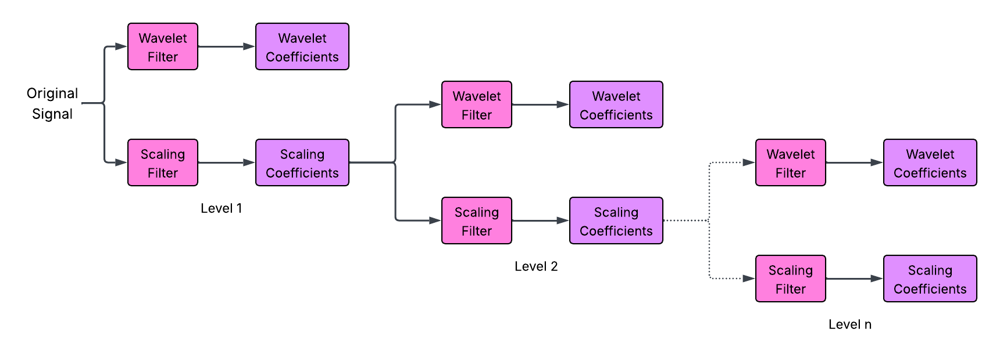 Original
Signal
Wavelet
Filter
Wavelet
Coefficients
Scaling
Filter
Scaling
Coefficients
Level 1
Wavelet
Filter
Wavelet
Coefficients
Scaling
Filter
Scaling
Coefficients
Level 2
Wavelet
Filter
Wavelet
Coefficients
Scaling
Filter
Scaling
Coefficients
Level n